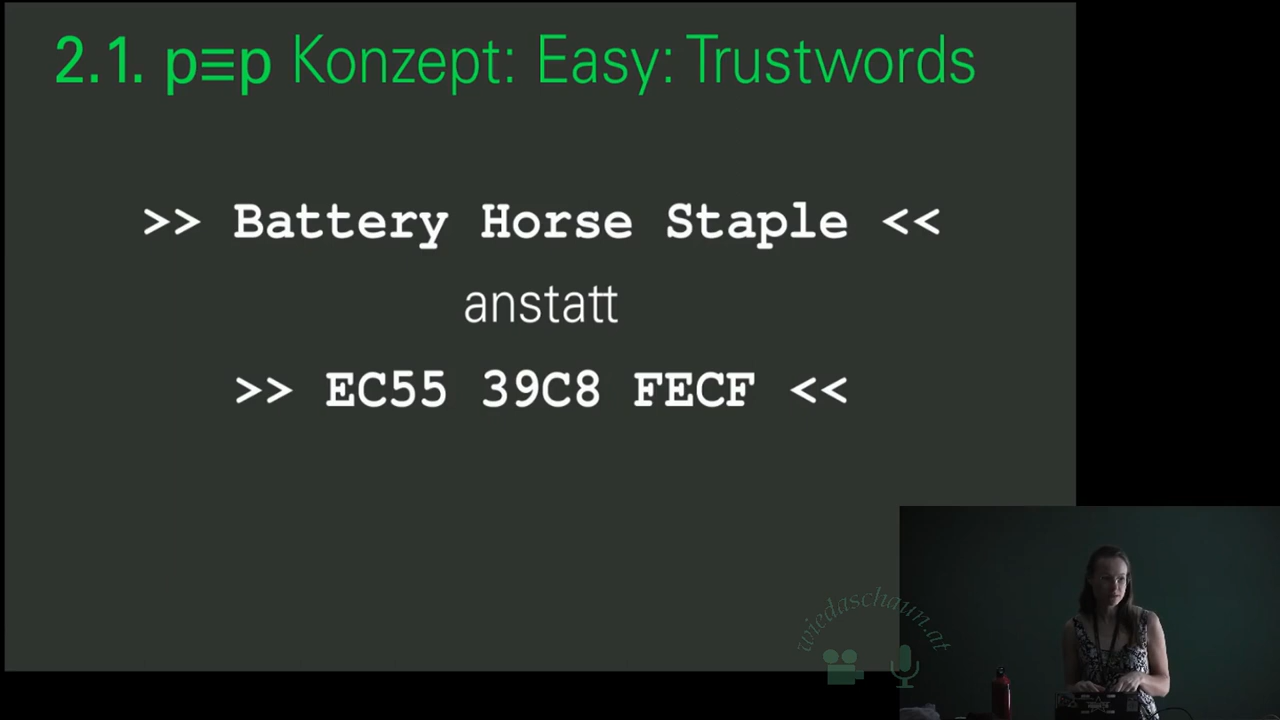 2.1. p≡p Konzept: Easy: Trustwords
>> Battery Horse Staple <<
anstatt
>> EC55 39C8 FECF <<
wiedaschaun.at